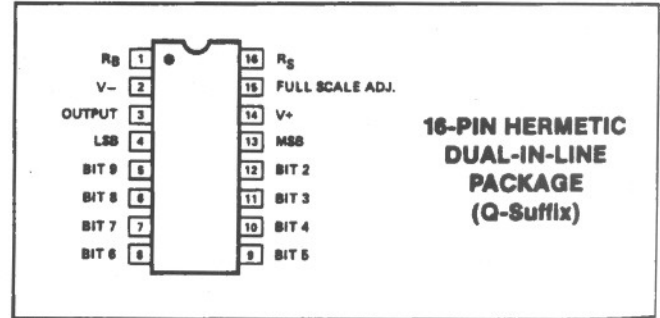 RB 1 16 RS
V– 2 15 FULL SCALE ADJ.
OUTPUT 3 14 V+
LSB 4 13 MSB
BIT 9 5 12 BIT 2
BIT 8 6 11 BIT 3
BIT 7 7 10 BIT 4
BIT 6 8 9 BIT 5
16-PIN HERMETIC
DUAL-IN-LINE
PACKAGE
(Q-Suffix)